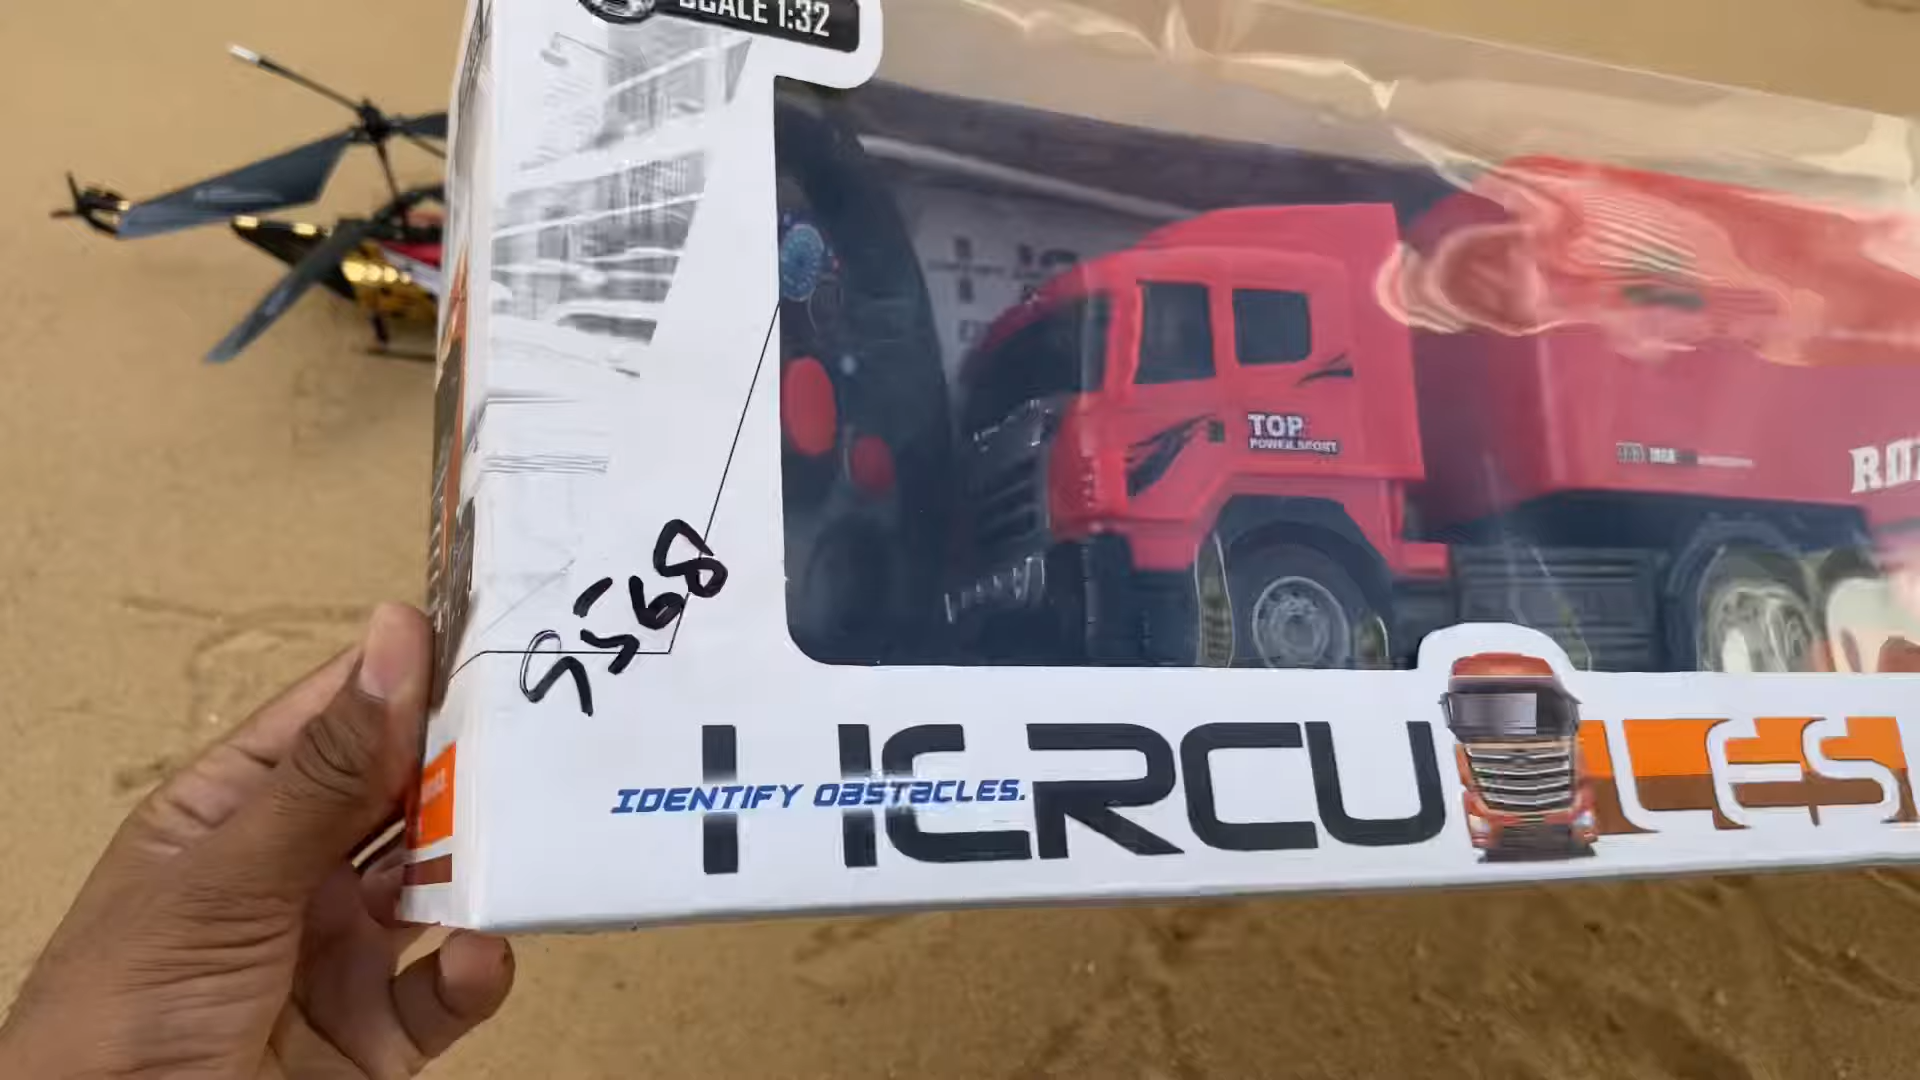 SCALE 1:32
TOP
POWER SPORT
9568
HERCULES
IDENTIFY OBSTACLES.